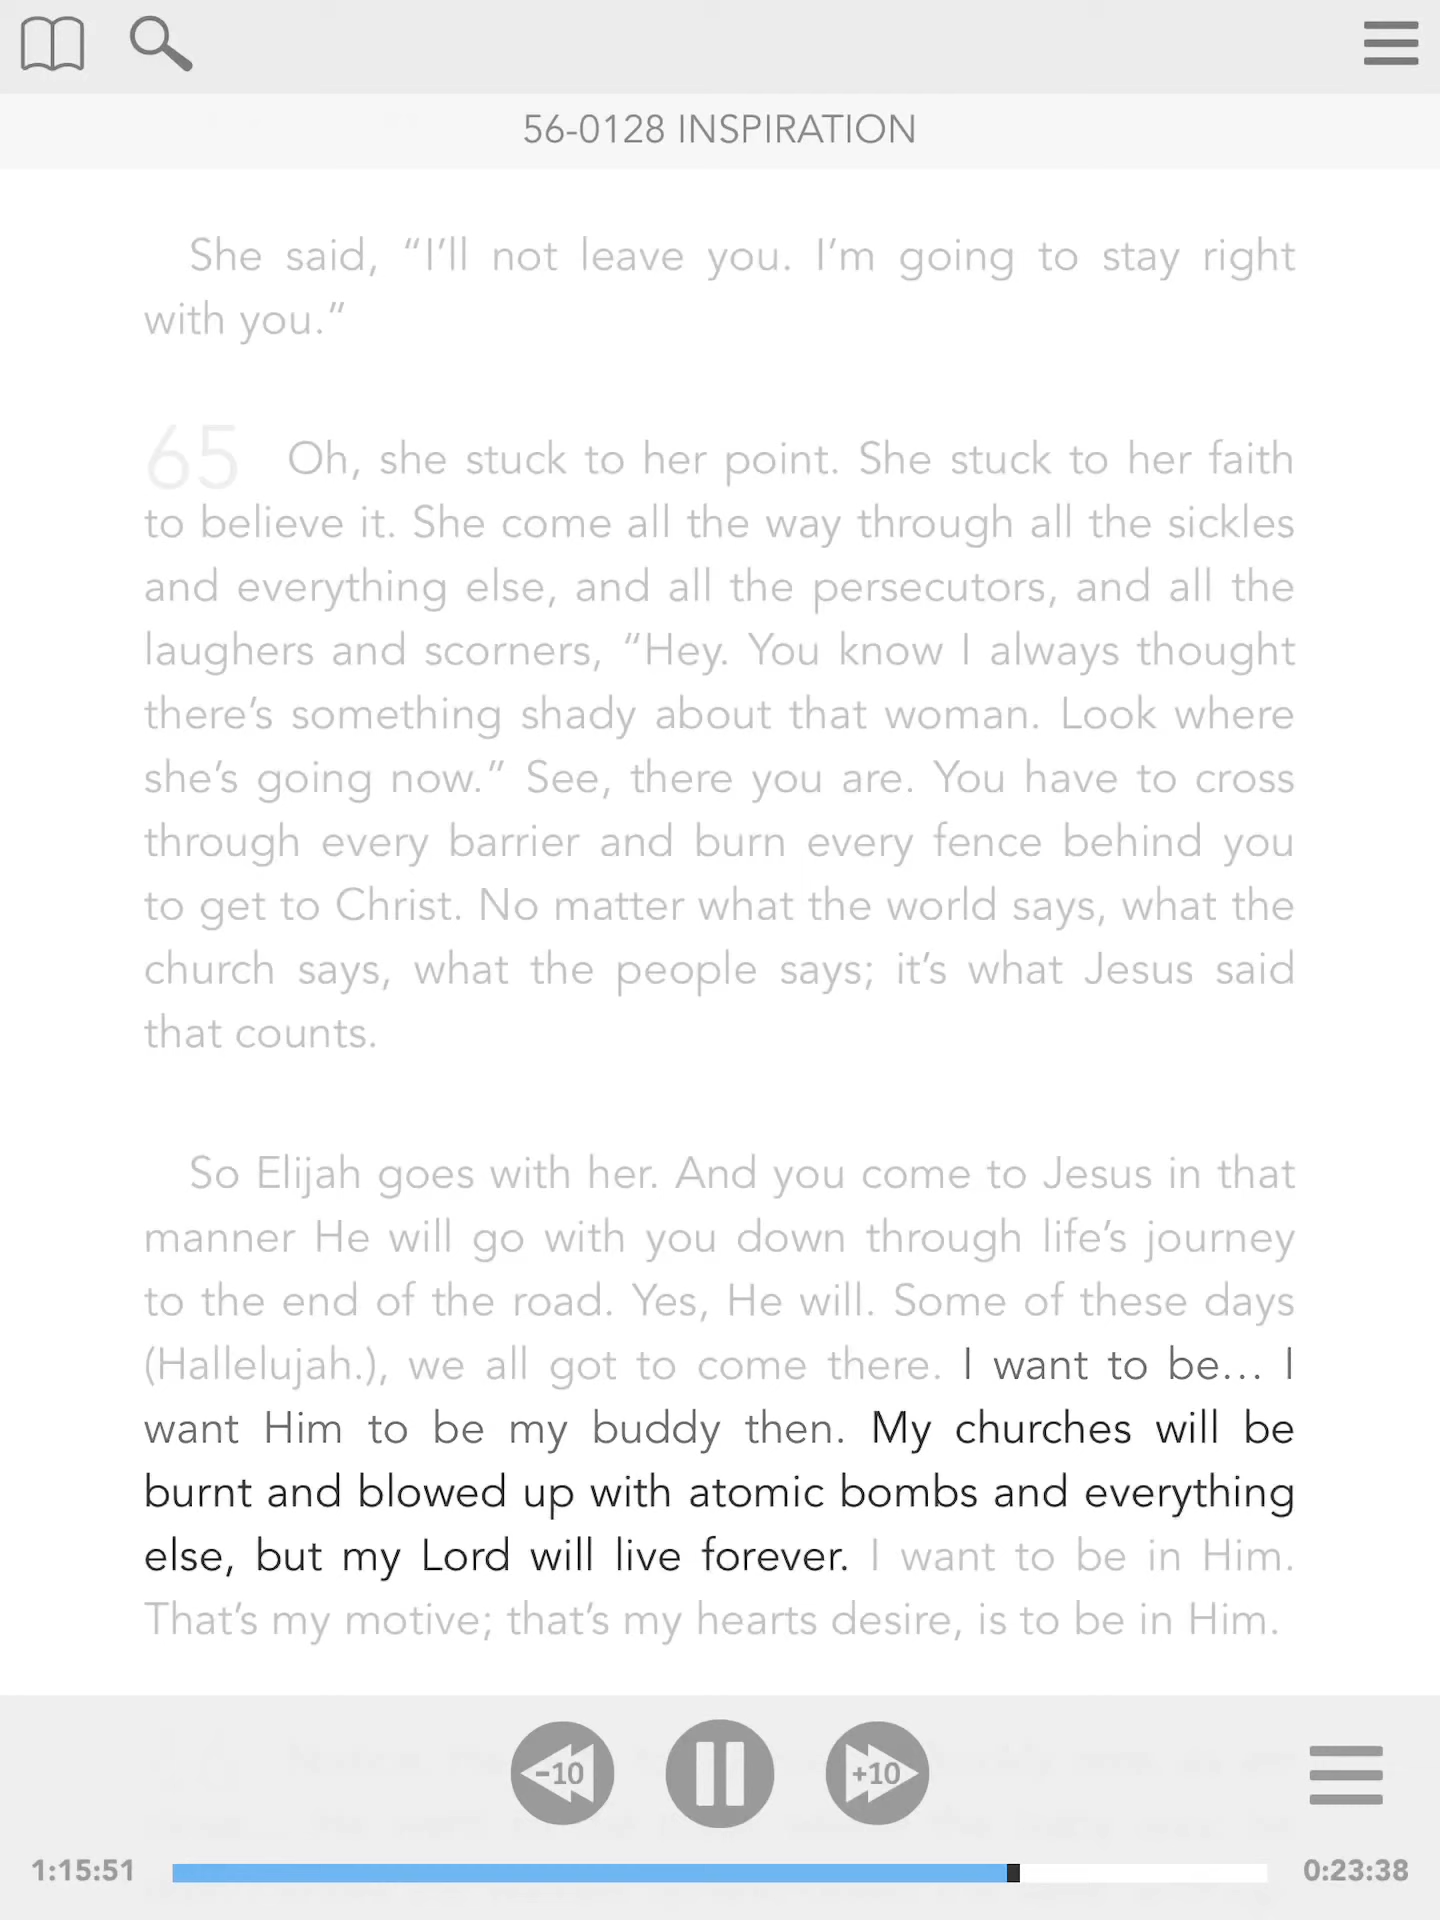 56-0128 INSPIRATION
She said, “I’ll not leave you. I’m going to stay right
with you.”
65 Oh, she stuck to her point. She stuck to her faith
to believe it. She come all the way through all the sickles
and everything else, and all the persecutors, and all the
laughers and scorners, “Hey. You know I always thought
there’s something shady about that woman. Look where
she’s going now.” See, there you are. You have to cross
through every barrier and burn every fence behind you
to get to Christ. No matter what the world says, what the
church says, what the people says; it’s what Jesus said
that counts.
So Elijah goes with her. And you come to Jesus in that
manner He will go with you down through life’s journey
to the end of the road. Yes, He will. Some of these days
(Hallelujah.), we all got to come there. I want to be… I
want Him to be my buddy then. My churches will be
burnt and blowed up with atomic bombs and everything
else, but my Lord will live forever. I want to be in Him.
That’s my motive; that’s my hearts desire, is to be in Him.
-10 +10
1:15:51 0:23:38